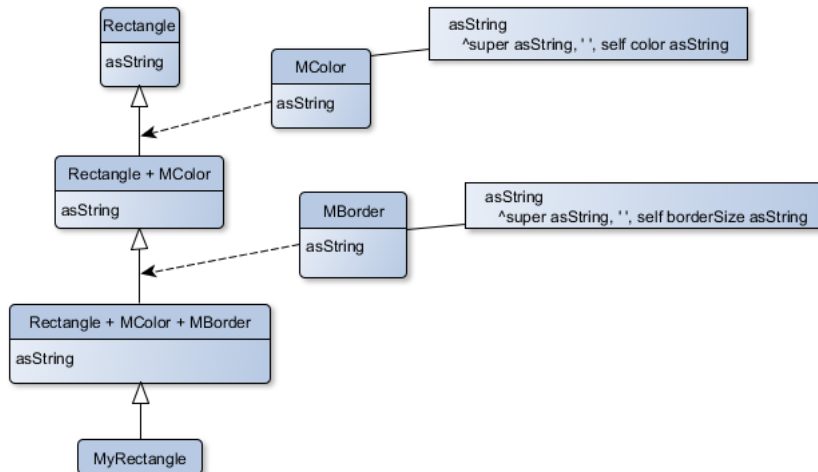 Rectangle
asString
asString
^super asString, ' ', self color asString
MColor
asString
Rectangle + MColor
asString
asString
^super asString, ' ', self borderSize asString
MBorder
asString
Rectangle + MColor + MBorder
asString
MyRectangle